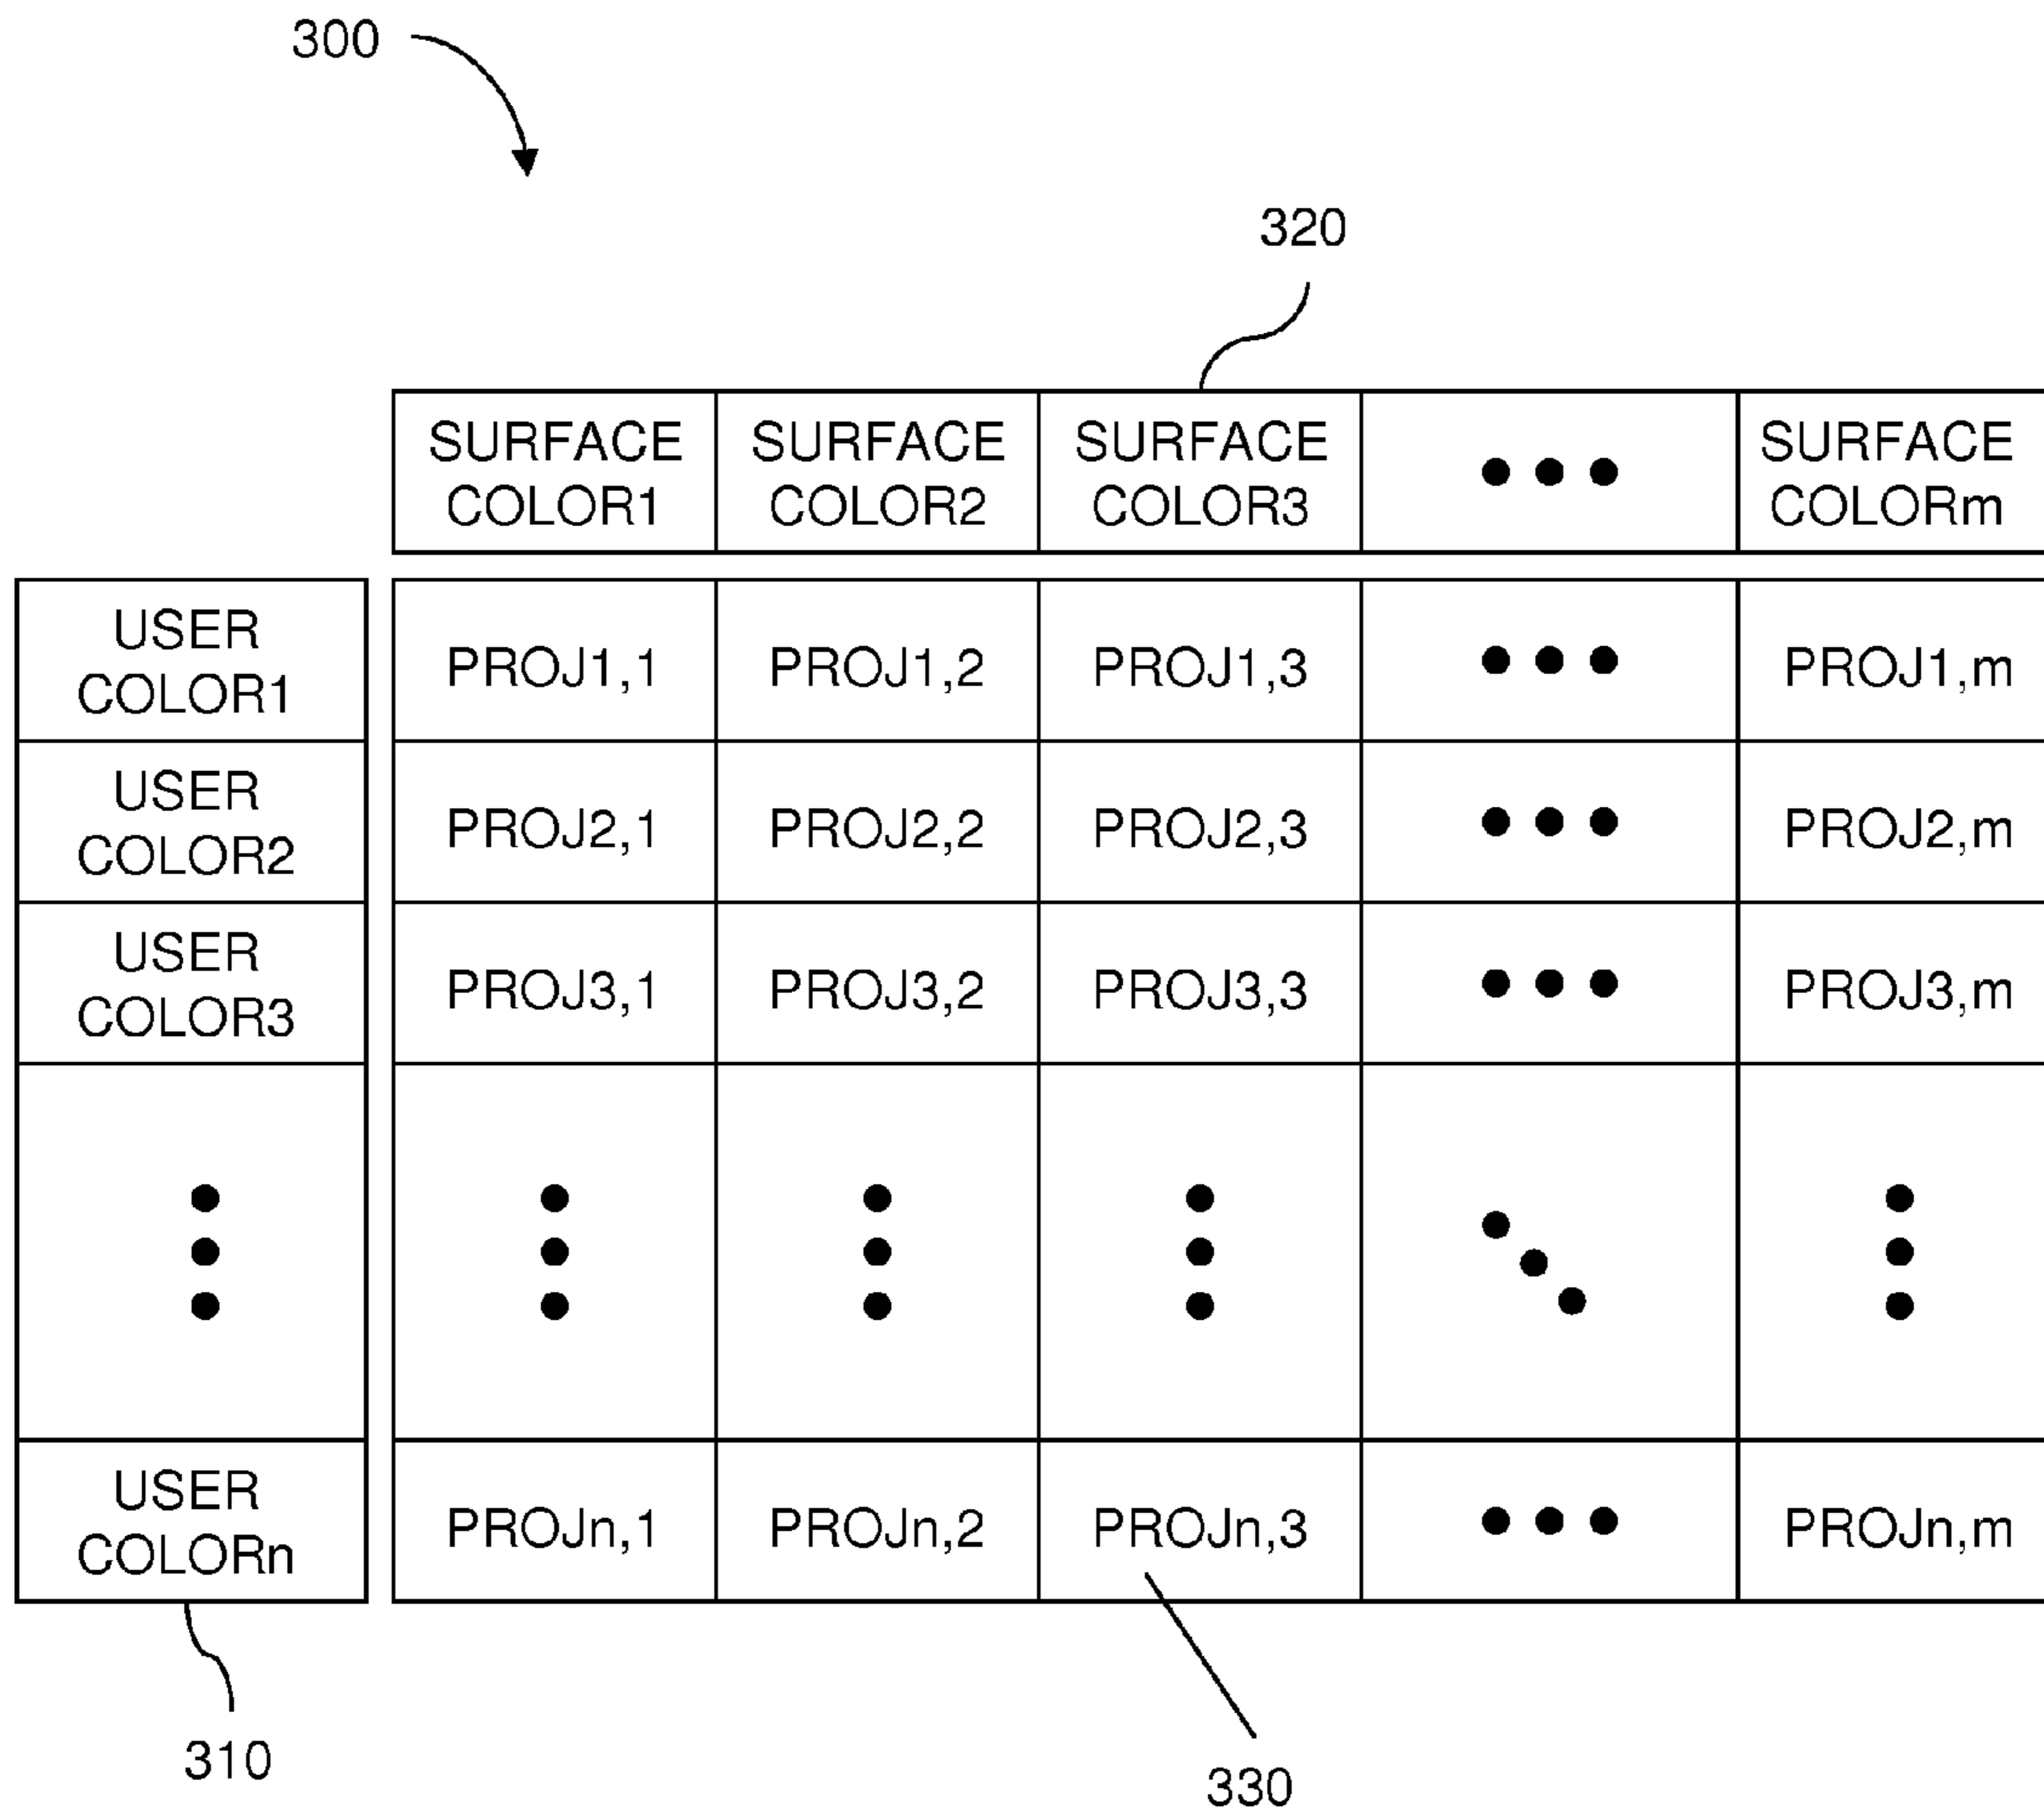 300
320
SURFACE SURFACE SURFACE SURFACE
COLOR1 COLOR2 COLOR3 ••• COLORm
USER
COLOR1 PROJ1,1 PROJ1,2 PROJ1,3 ••• PROJ1,m
USER
COLOR2 PROJ2,1 PROJ2,2 PROJ2,3 ••• PROJ2,m
USER
COLOR3 PROJ3,1 PROJ3,2 PROJ3,3 ••• PROJ3,m
USER
COLORn PROJn,1 PROJn,2 PROJn,3 ••• PROJn,m
310
330